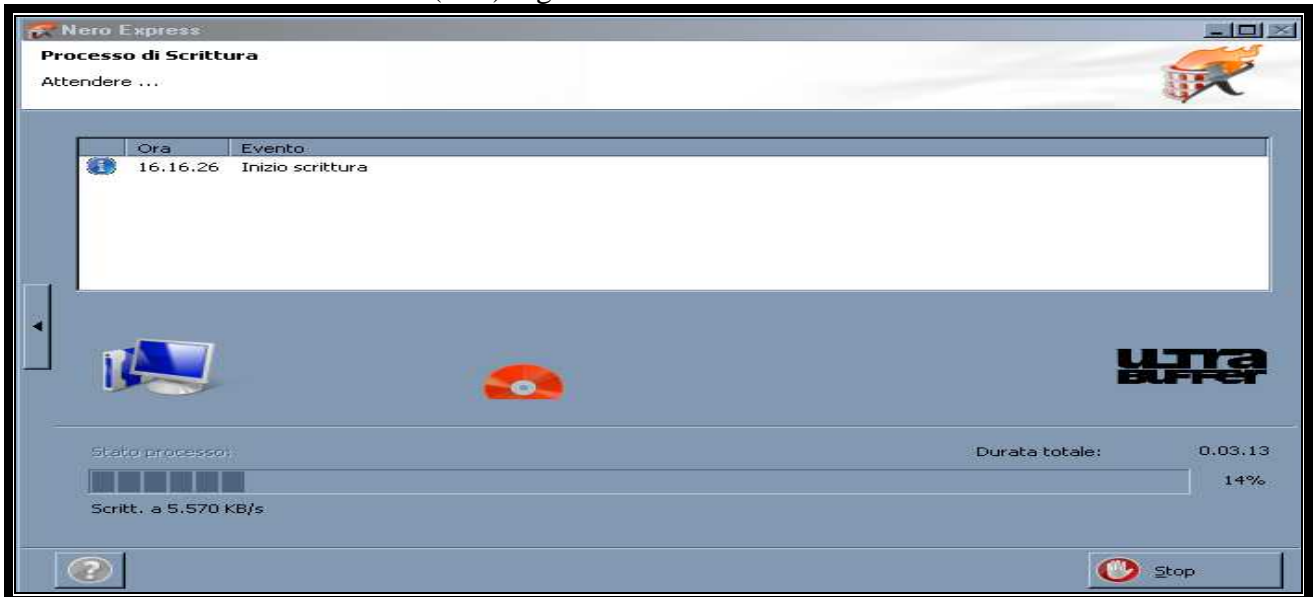 Nero Express
Processo di Scrittura
Attendere ...
Ora Evento
16.16.26 Inizio scrittura
ultra
BUFFer
Stato processo: Durata totale: 0.03.13
14%
Scritt. a 5.570 KB/s
Stop